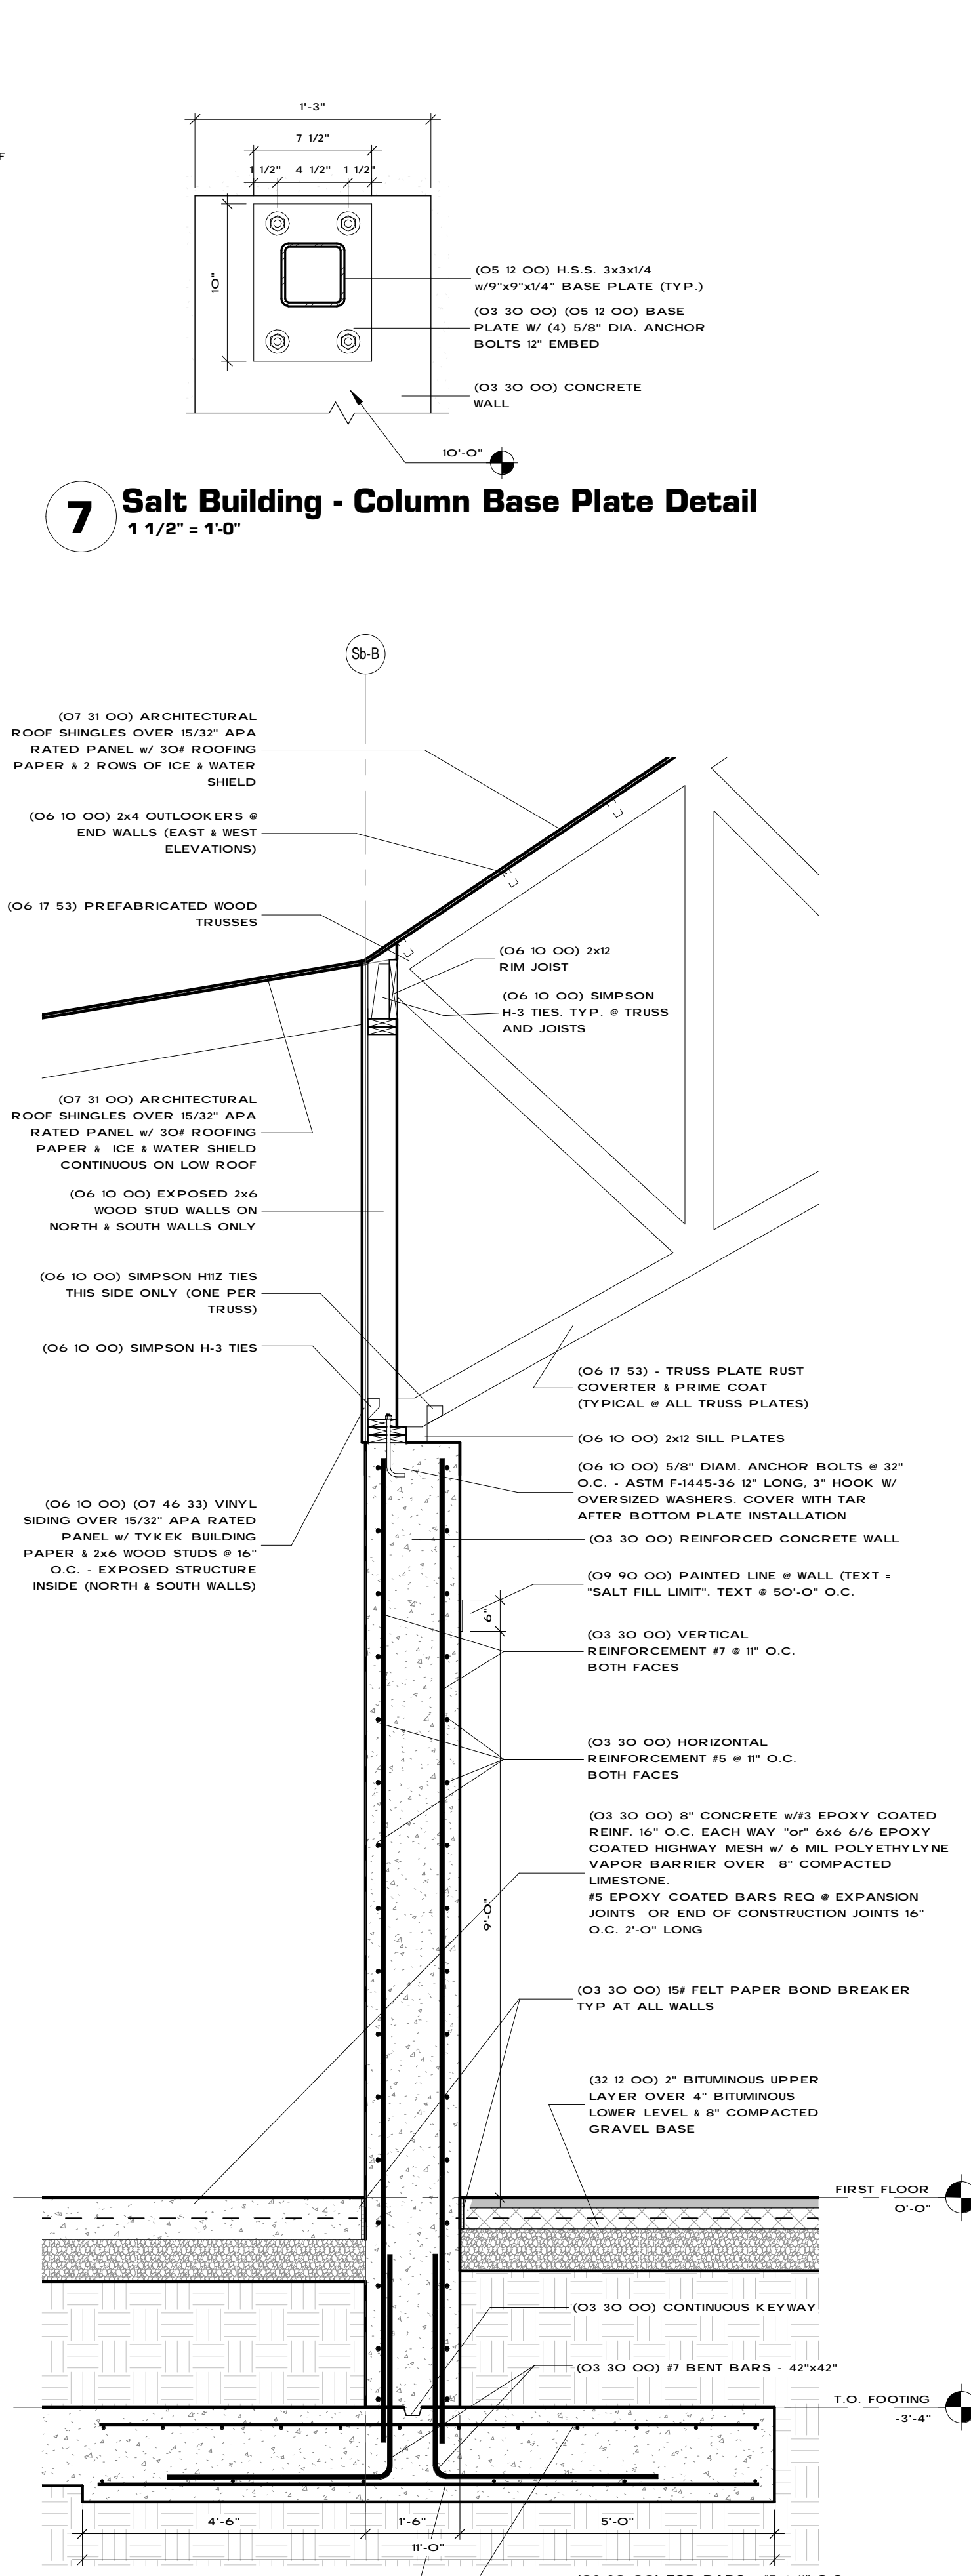 1'-3"
7 1/2"
1 1/2" 4 1/2" 1 1/2"
10"
F
(05 12 00) H.S.S. 3x3x1/4
w/9"x9"x1/4" BASE PLATE (TYP.)
(03 30 00) (05 12 00) BASE
PLATE W/ (4) 5/8" DIA. ANCHOR
BOLTS 12" EMBED
(03 30 00) CONCRETE
WALL
10'-0"
7
Salt Building - Column Base Plate Detail
1 1/2" = 1'-0"
Sb-B
(07 31 00) ARCHITECTURAL
ROOF SHINGLES OVER 15/32" APA
RATED PANEL w/ 30# ROOFING
PAPER & 2 ROWS OF ICE & WATER
SHIELD
(06 10 00) 2x4 OUTLOOKERS @
END WALLS (EAST & WEST
ELEVATIONS)
(06 17 53) PREFABRICATED WOOD
TRUSSES
(06 10 00) 2x12
RIM JOIST
(06 10 00) SIMPSON
H-3 TIES. TYP. @ TRUSS
AND JOISTS
(07 31 00) ARCHITECTURAL
ROOF SHINGLES OVER 15/32" APA
RATED PANEL w/ 30# ROOFING
PAPER & ICE & WATER SHIELD
CONTINUOUS ON LOW ROOF
(06 10 00) EXPOSED 2x6
WOOD STUD WALLS ON
NORTH & SOUTH WALLS ONLY
(06 10 00) SIMPSON H11Z TIES
THIS SIDE ONLY (ONE PER
TRUSS)
(06 10 00) SIMPSON H-3 TIES
(06 17 53) - TRUSS PLATE RUST
COVERTER & PRIME COAT
(TYPICAL @ ALL TRUSS PLATES)
(06 10 00) 2x12 SILL PLATES
(06 10 00) 5/8" DIAM. ANCHOR BOLTS @ 32"
O.C. - ASTM F-1445-36 12" LONG, 3" HOOK W/
OVERSIZED WASHERS. COVER WITH TAR
AFTER BOTTOM PLATE INSTALLATION
(06 10 00) (07 46 33) VINYL
SIDING OVER 15/32" APA RATED
PANEL w/ TYKEK BUILDING
PAPER & 2x6 WOOD STUDS @ 16"
O.C. - EXPOSED STRUCTURE
INSIDE (NORTH & SOUTH WALLS)
(03 30 00) REINFORCED CONCRETE WALL
(09 90 00) PAINTED LINE @ WALL (TEXT =
"SALT FILL LIMIT". TEXT @ 50'-0" O.C.
6"
(03 30 00) VERTICAL
REINFORCEMENT #7 @ 11" O.C.
BOTH FACES
(03 30 00) HORIZONTAL
REINFORCEMENT #5 @ 11" O.C.
BOTH FACES
(03 30 00) 8" CONCRETE w/#3 EPOXY COATED
REINF. 16" O.C. EACH WAY "or" 6x6 6/6 EPOXY
COATED HIGHWAY MESH w/ 6 MIL POLYETHYLYNE
VAPOR BARRIER OVER 8" COMPACTED
LIMESTONE.
#5 EPOXY COATED BARS REQ @ EXPANSION
JOINTS OR END OF CONSTRUCTION JOINTS 16"
O.C. 2'-0" LONG
9'-0"
(03 30 00) 15# FELT PAPER BOND BREAKER
TYP AT ALL WALLS
(32 12 00) 2" BITUMINOUS UPPER
LAYER OVER 4" BITUMINOUS
LOWER LEVEL & 8" COMPACTED
GRAVEL BASE
FIRST FLOOR
0'-0"
(03 30 00) CONTINUOUS KEYWAY
(03 30 00) #7 BENT BARS - 42"x42"
T.O. FOOTING
-3'-4"
4'-6" 1'-6" 5'-0"
11'-0"